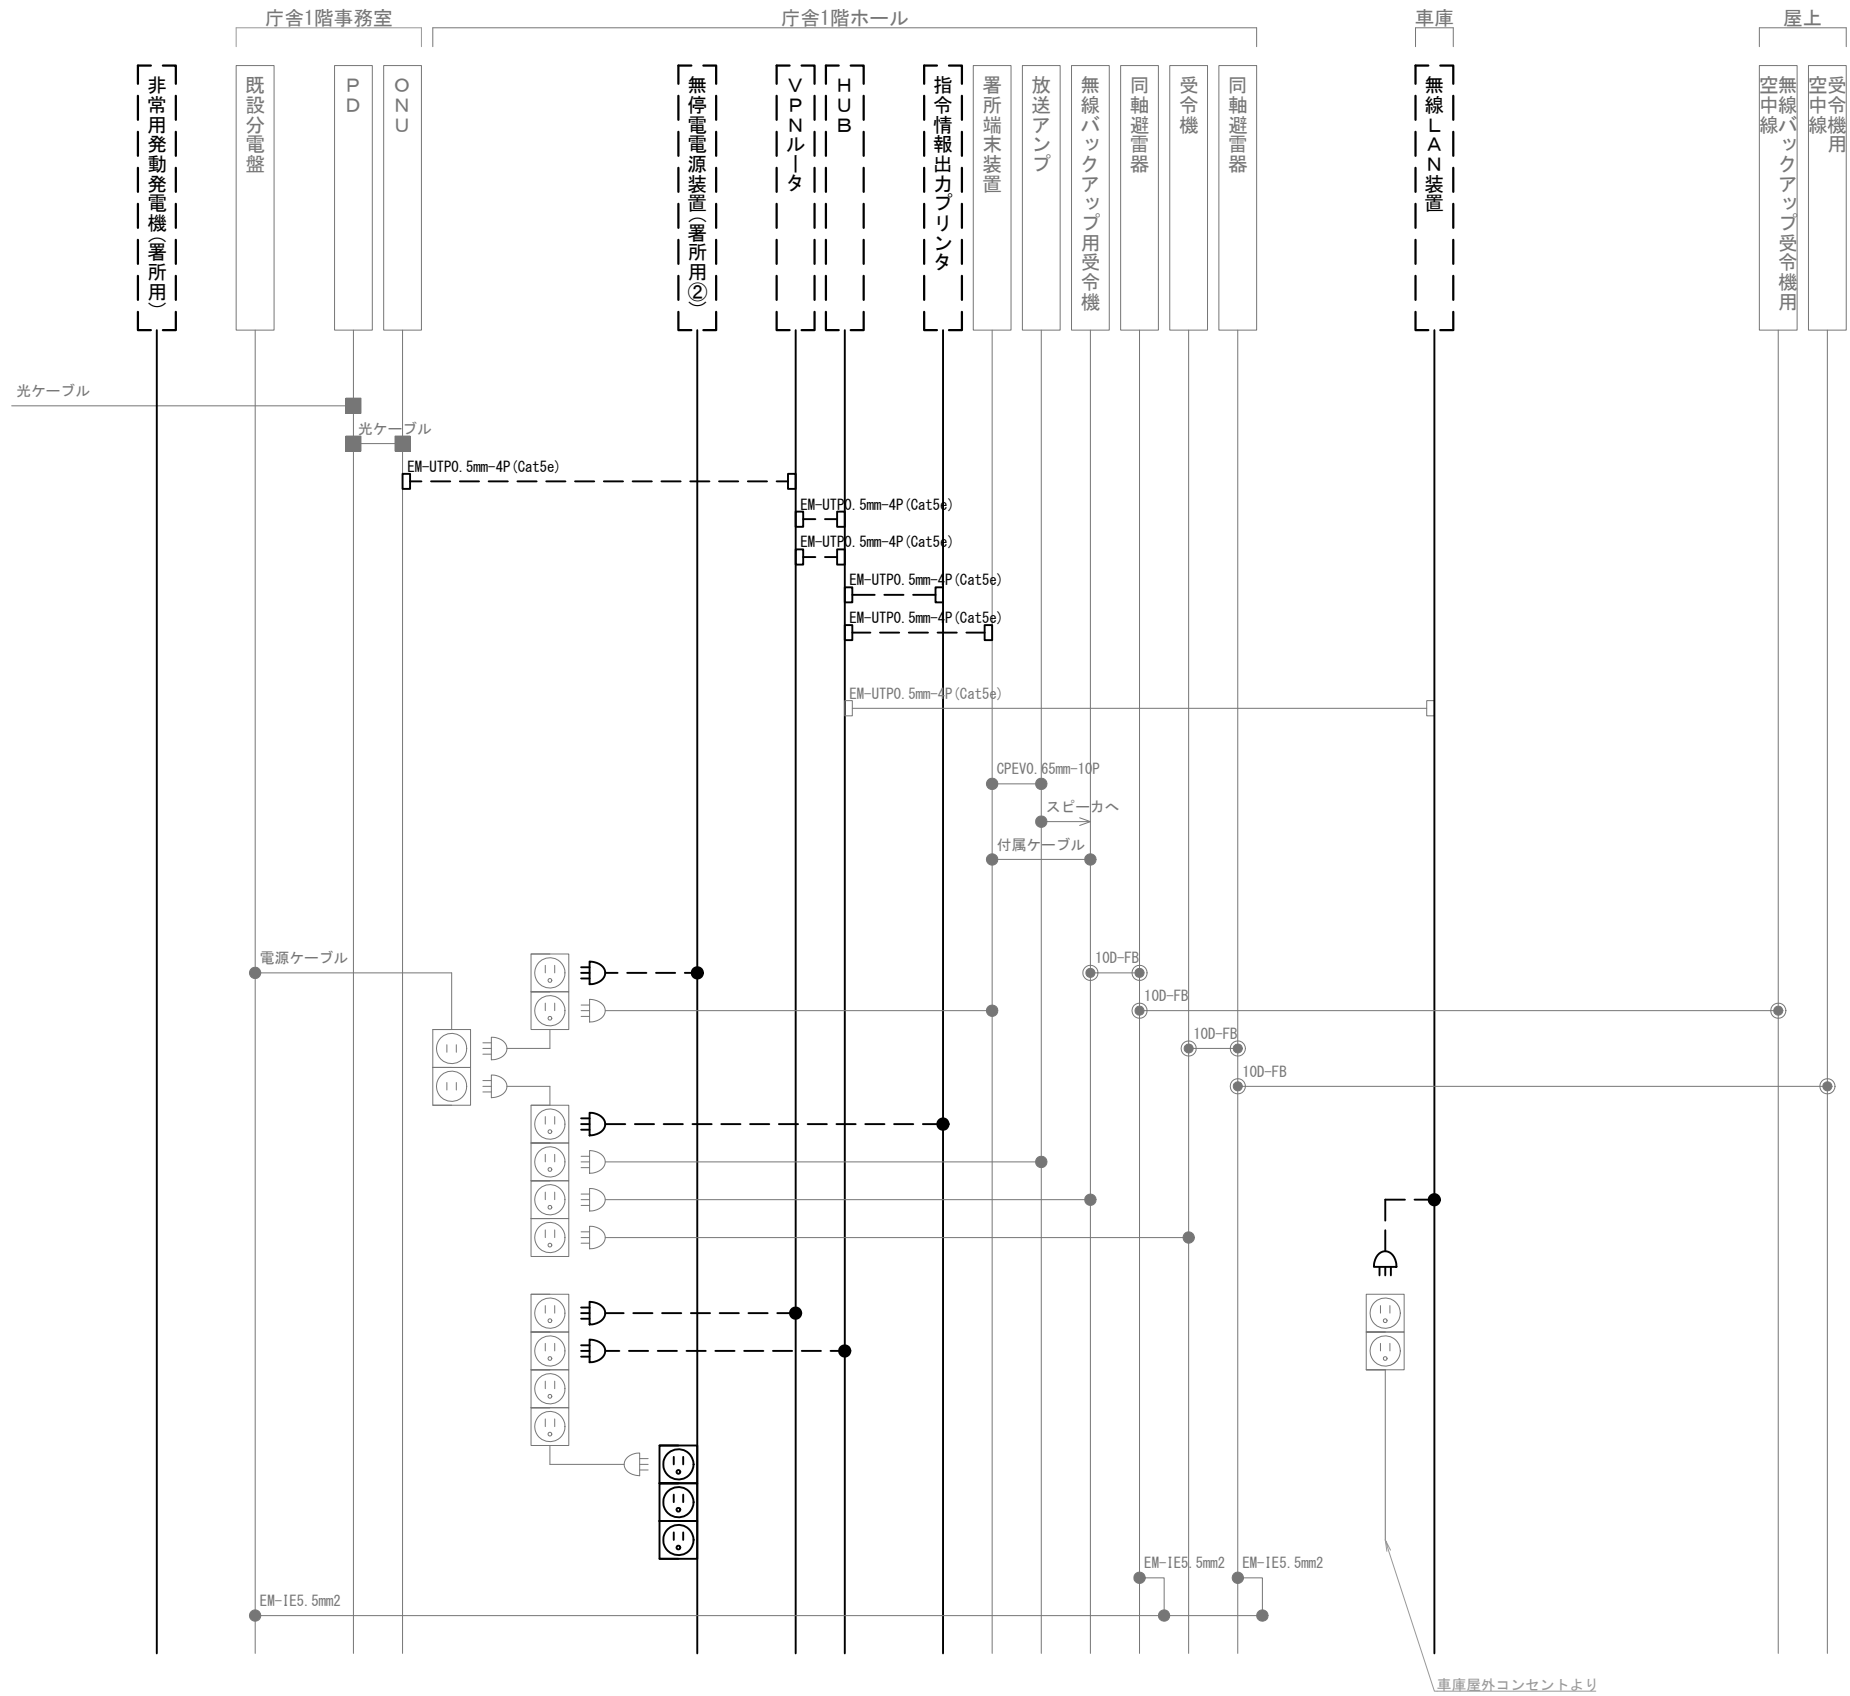 庁舎1階事務室
庁舎1階ホール
車庫
屋上
非常用発動発電機(署所用)
既設分電盤
PD
ONU
無停電電源装置(署所用②)
VPNルータ
HUB
指令情報出力プリンタ
署所端末装置
放送アンプ
無線バックアップ用受令機
同軸避雷器
受令機
同軸避雷器
無線LAN装置
無線バックアップ受令機用
空中線
受令機用
空中線
光ケーブル
光ケーブル
EM-UTP0.5mm-4P(Cat5e)
EM-UTP0.5mm-4P(Cat5e)
EM-UTP0.5mm-4P(Cat5e)
EM-UTP0.5mm-4P(Cat5e)
EM-UTP0.5mm-4P(Cat5e)
EM-UTP0.5mm-4P(Cat5e)
CPEV0.65mm-10P
スピーカへ
付属ケーブル
電源ケーブル
10D-FB
10D-FB
10D-FB
10D-FB
EM-IE5.5mm2
EM-IE5.5mm2
EM-IE5.5mm2
車庫屋外コンセントより